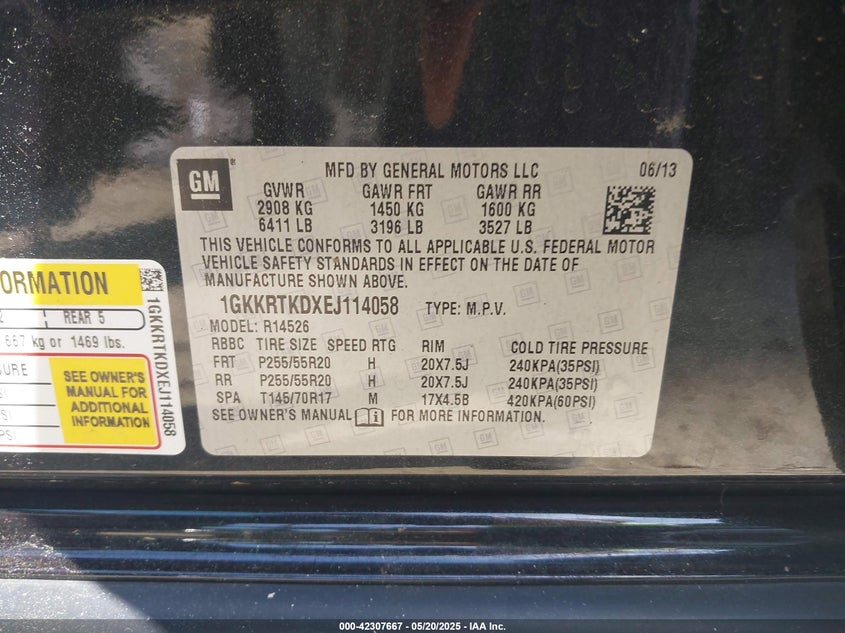 MFD BY GENERAL MOTORS LLC 06/13
GM
GVWR GAWR FRT GAWR RR
2908 KG 1450 KG 1600 KG
6411 LB 3196 LB 3527 LB
THIS VEHICLE CONFORMS TO ALL APPLICABLE U.S. FEDERAL MOTOR
VEHICLE SAFETY STANDARDS IN EFFECT ON THE DATE OF
MANUFACTURE SHOWN ABOVE.
1GKKRTKDXEJ114058 TYPE: M.P.V.
MODEL: R14526
RBBC TIRE SIZE SPEED RTG RIM COLD TIRE PRESSURE
FRT P255/55R20 H 20X7.5J 240KPA(35PSI)
RR P255/55R20 H 20X7.5J 240KPA(35PSI)
SPA T145/70R17 M 17X4.5B 420KPA(60PSI)
SEE OWNER'S MANUAL i FOR MORE INFORMATION.
ORMATION
2 REAR 5
667 kg or 1469 lbs.
SURE
SEE OWNER'S
MANUAL FOR
ADDITIONAL
INFORMATION
SI)
SI)
PSI)
1GKKRTKDXEJ114058
000-42307667 - 05/20/2025 - IAA Inc.